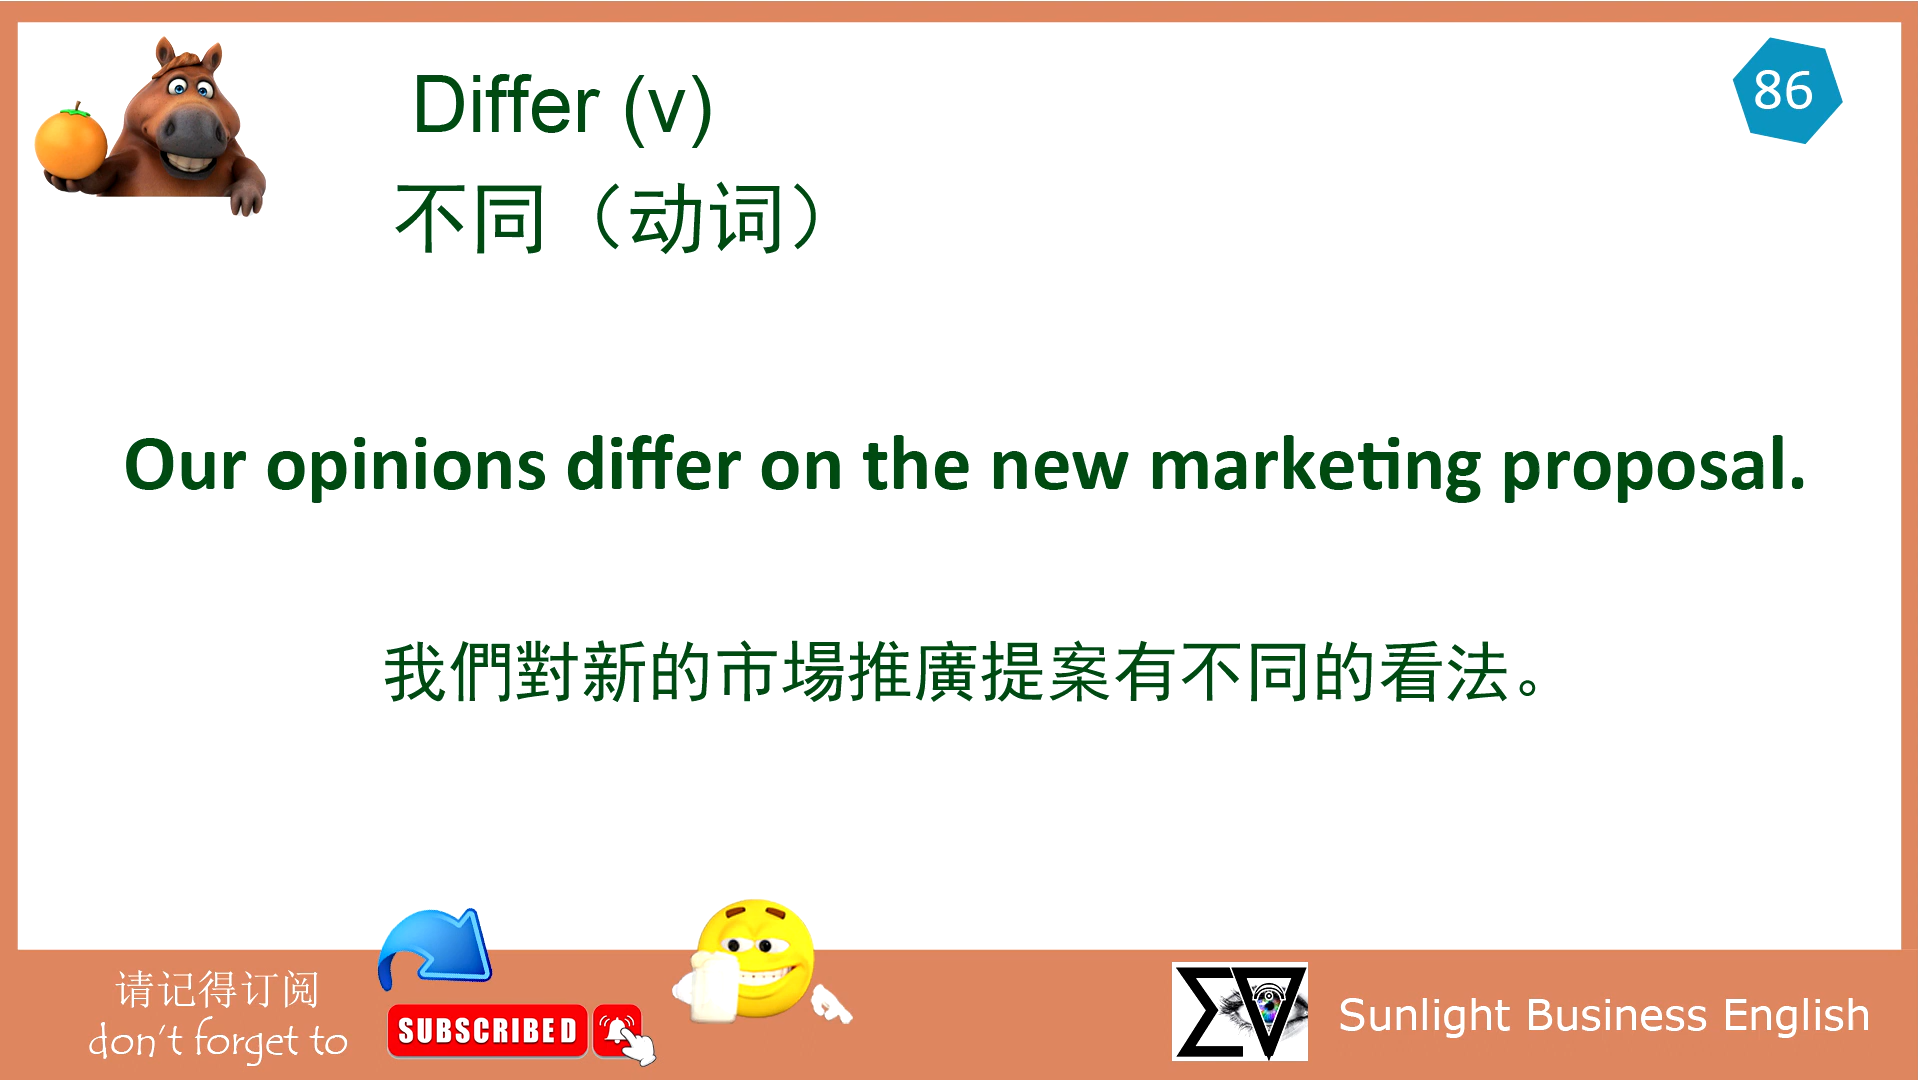 Differ (v)
86
不同（动词）
Our opinions differ on the new marketing proposal.
我們對新的市場推廣提案有不同的看法。
请记得订阅
don't forget to
SUBSCRIBED
ΣV
Sunlight Business English